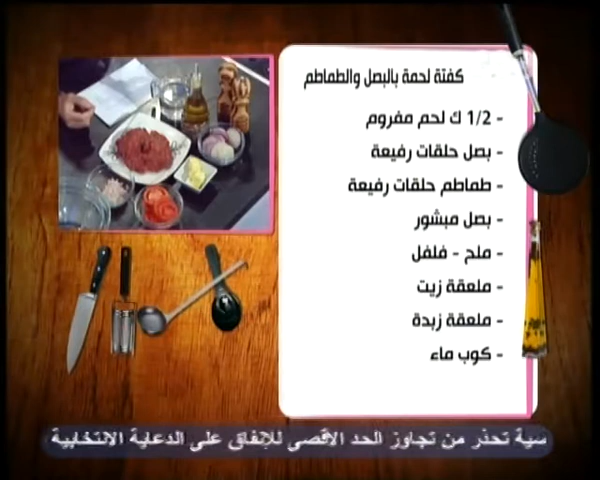 كفتة لحمة بالبصل والطماطم
- 1/2 ك لحم مفروم
- بصل حلقات رفيعة
- طماطم حلقات رفيعة
- بصل مبشور
- ملح - فلفل
- ملعقة زيت
- ملعقة زبدة
- كوب ماء
سية تحذر من تجاوز الحد الأقصى للإنفاق على الدعاية الانتخابية